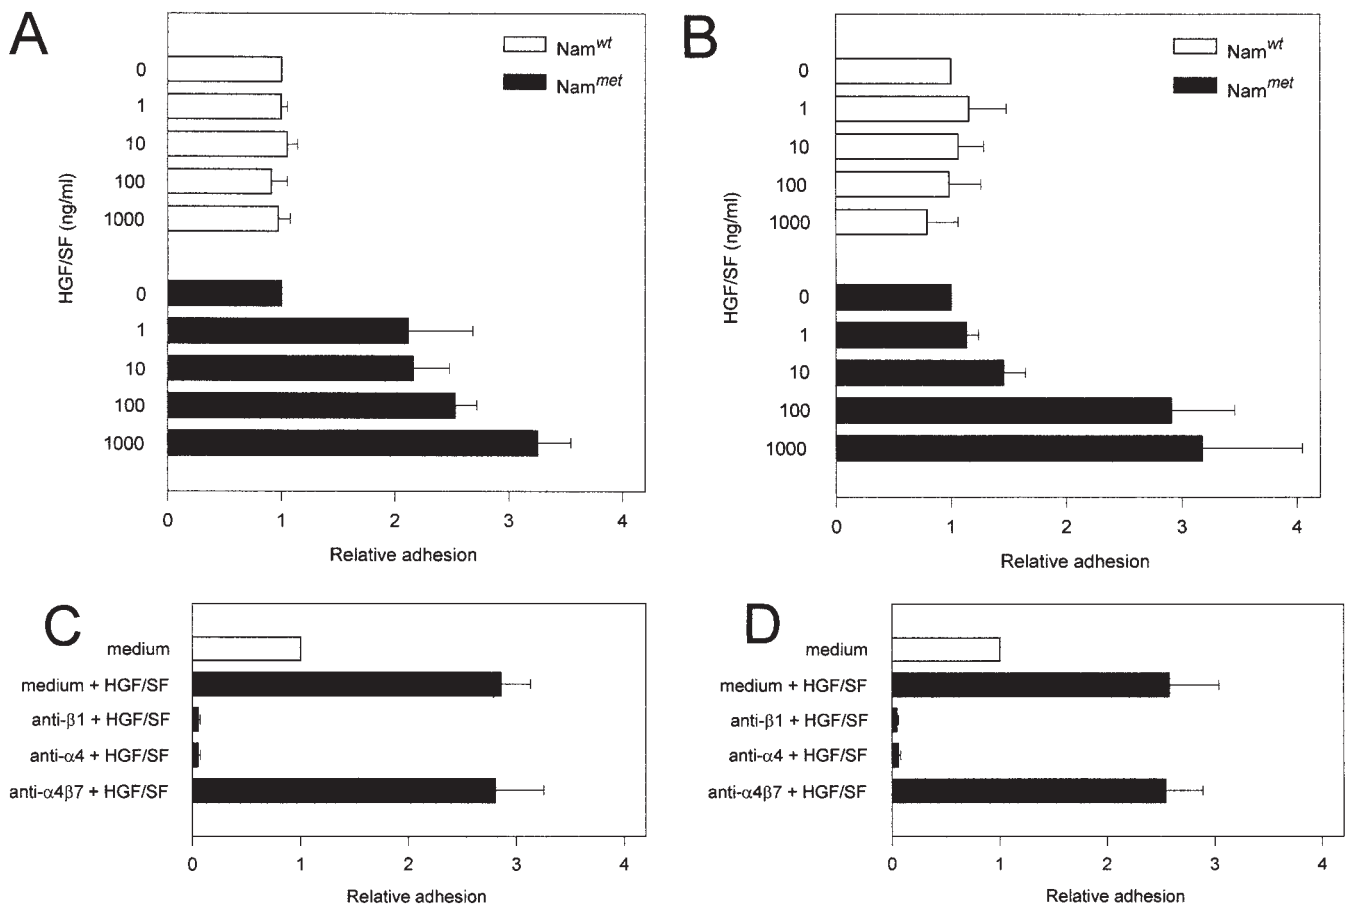 A
Nam^wt
Nam^met
HGF/SF (ng/ml)
0
1
10
100
1000
0
1
10
100
1000
0 1 2 3 4
Relative adhesion
B
Nam^wt
Nam^met
HGF/SF (ng/ml)
0
1
10
100
1000
0
1
10
100
1000
0 1 2 3 4
Relative adhesion
C
medium
medium + HGF/SF
anti-β1 + HGF/SF
anti-α4 + HGF/SF
anti-α4β7 + HGF/SF
0 1 2 3 4
Relative adhesion
D
medium
medium + HGF/SF
anti-β1 + HGF/SF
anti-α4 + HGF/SF
anti-α4β7 + HGF/SF
0 1 2 3 4
Relative adhesion